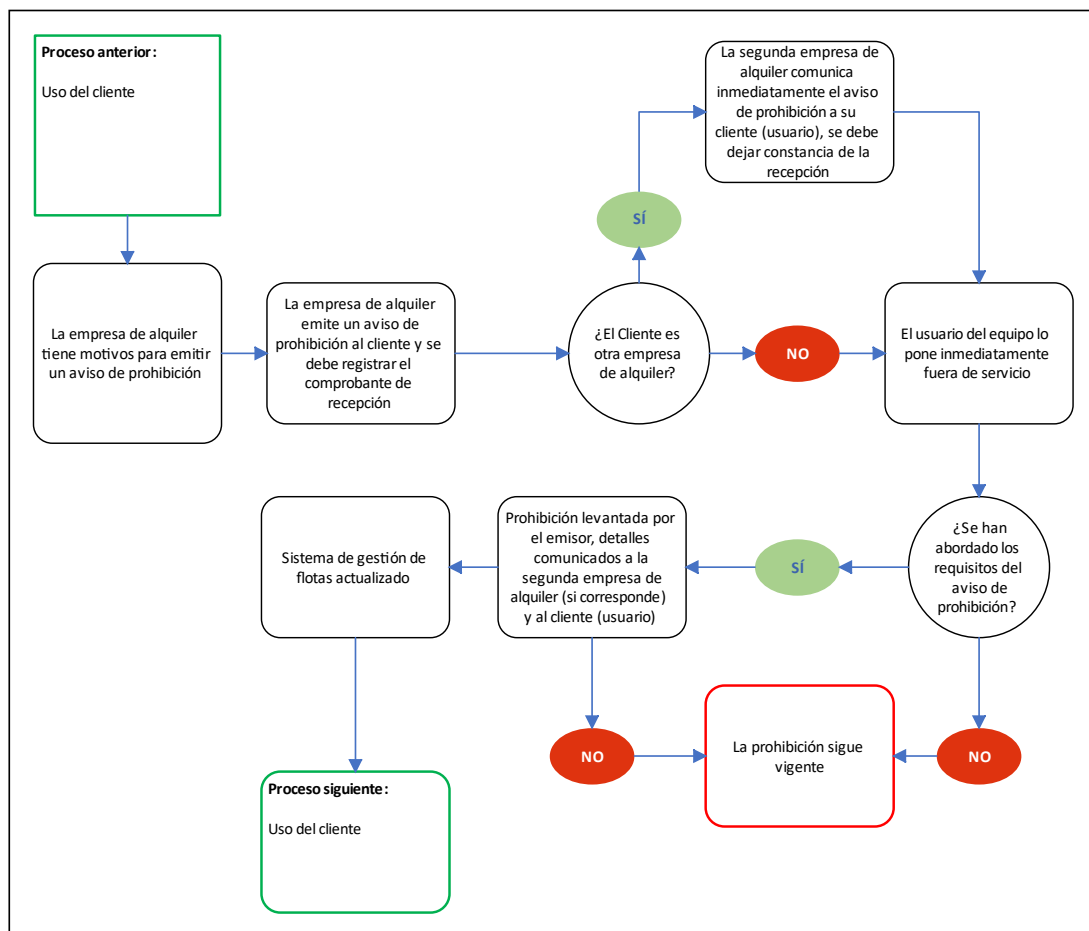 Proceso anterior:
Uso del cliente
La segunda empresa de
alquiler comunica
inmediatamente el aviso
de prohibición a su
cliente (usuario), se debe
dejar constancia de la
recepción
SÍ
La empresa de alquiler
tiene motivos para emitir
un aviso de prohibición
La empresa de alquiler
emite un aviso de
prohibición al cliente y se
debe registrar el
comprobante de
recepción
¿El Cliente es
otra empresa
de alquiler?
NO
El usuario del equipo lo
pone inmediatamente
fuera de servicio
¿Se han
abordado los
requisitos del
aviso de
prohibición?
SÍ
Prohibición levantada por
el emisor, detalles
comunicados a la
segunda empresa de
alquiler (si corresponde)
y al cliente (usuario)
Sistema de gestión de
flotas actualizado
NO
La prohibición sigue
vigente
NO
Proceso siguiente:
Uso del cliente